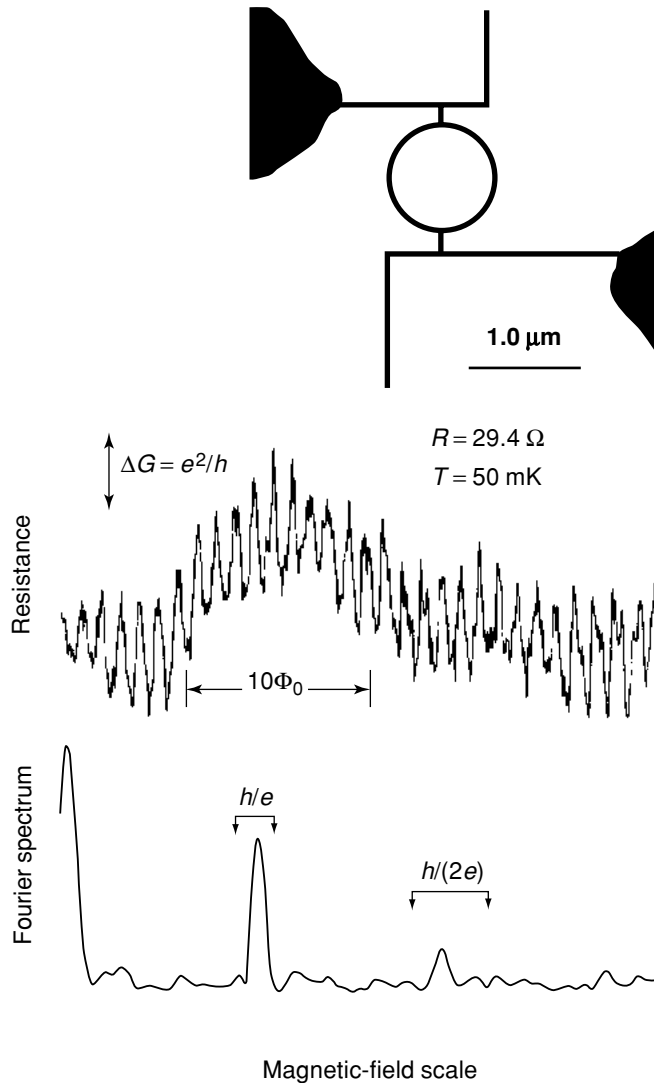 1.0 μm
ΔG = e²/h
R = 29.4 Ω
T = 50 mK
Resistance
10Φ₀
Fourier spectrum
h/e
h/(2e)
Magnetic-field scale